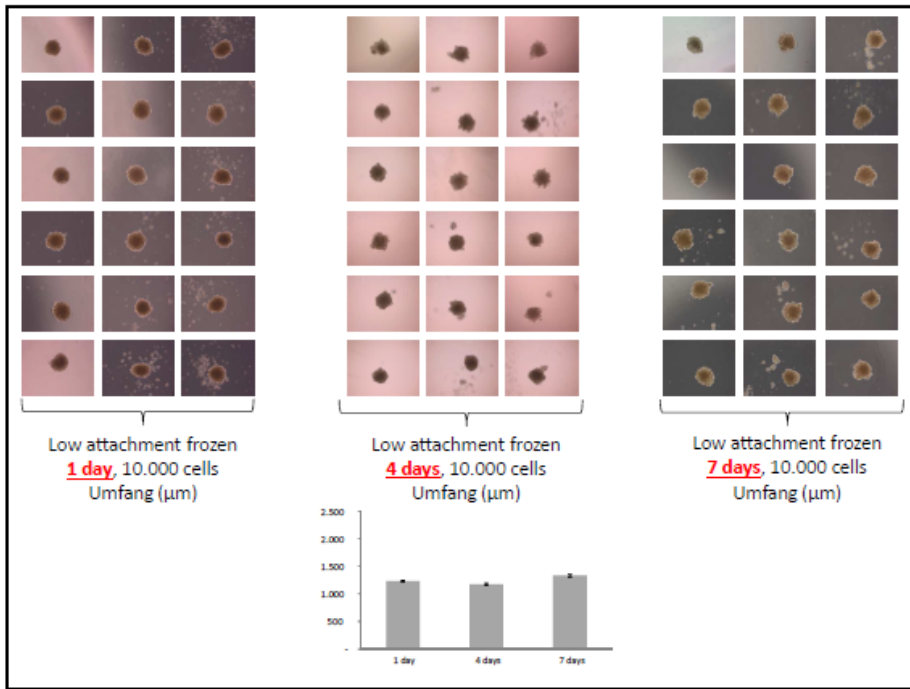 Low attachment frozen
1 day, 10.000 cells
Umfang (µm)
Low attachment frozen
4 days, 10.000 cells
Umfang (µm)
Low attachment frozen
7 days, 10.000 cells
Umfang (µm)
2.500
2.000
1.500
1.000
500
-
1 day
4 days
7 days